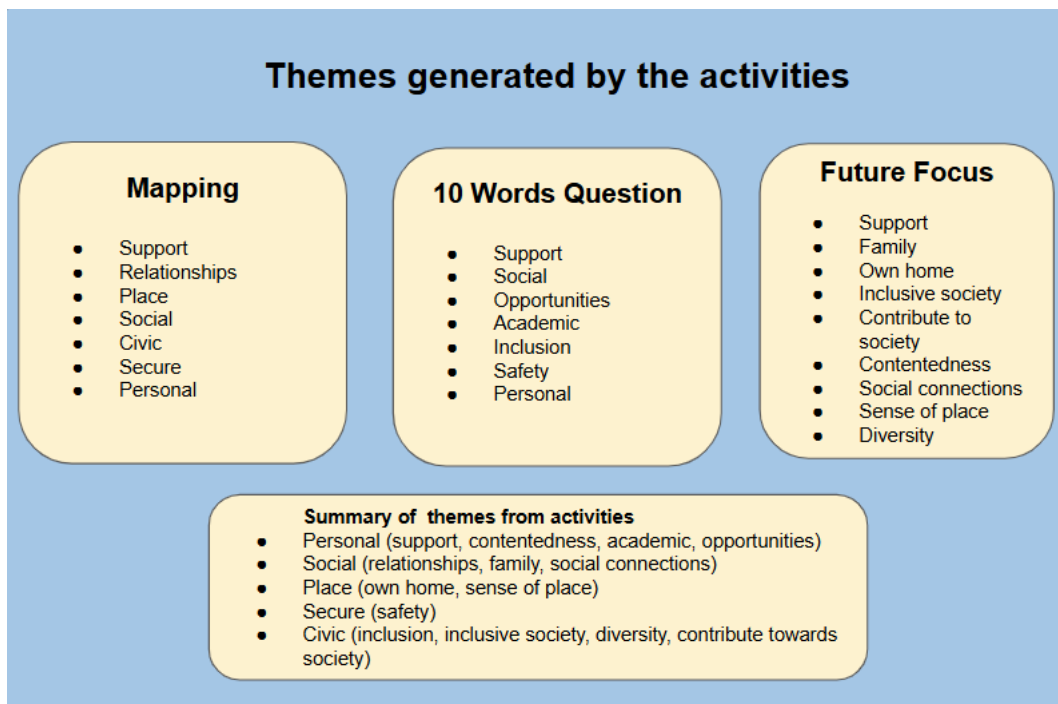 Themes generated by the activities
Mapping
● Support
● Relationships
● Place
● Social
● Civic
● Secure
● Personal
10 Words Question
● Support
● Social
● Opportunities
● Academic
● Inclusion
● Safety
● Personal
Future Focus
● Support
● Family
● Own home
● Inclusive society
● Contribute to
society
● Contentedness
● Social connections
● Sense of place
● Diversity
Summary of themes from activities
● Personal (support, contentedness, academic, opportunities)
● Social (relationships, family, social connections)
● Place (own home, sense of place)
● Secure (safety)
● Civic (inclusion, inclusive society, diversity, contribute towards
society)